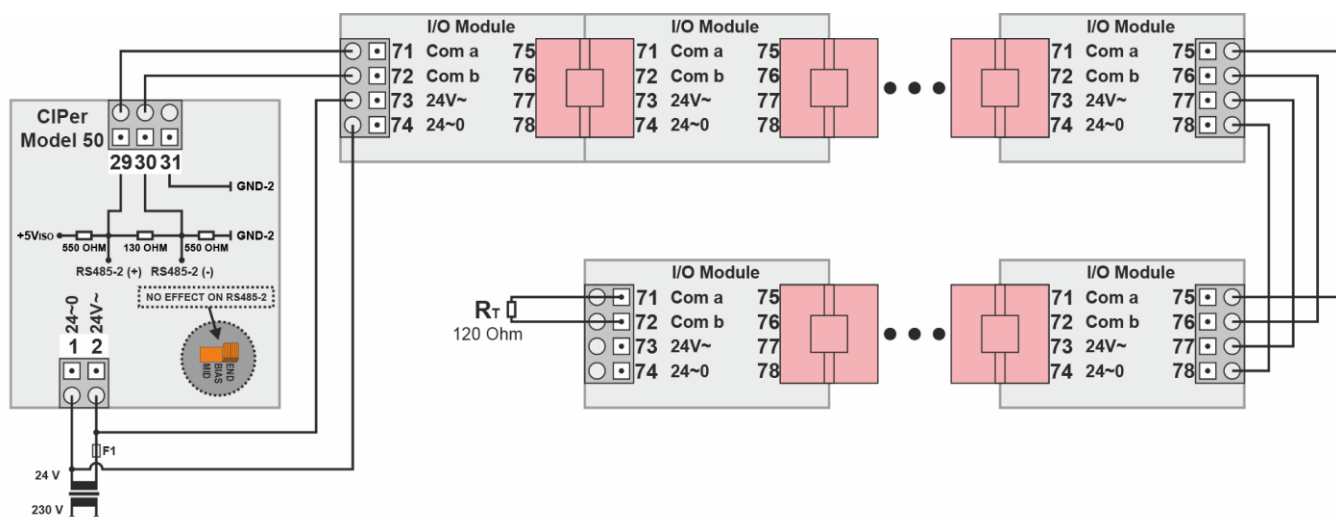 I/O Module
71 Com a 75
72 Com b 76
73 24V~ 77
74 24~0 78
I/O Module
71 Com a 75
72 Com b 76
73 24V~ 77
74 24~0 78
I/O Module
71 Com a 75
72 Com b 76
73 24V~ 77
74 24~0 78
CIPer
Model 50
29 30 31
GND-2
+5VISO
550 OHM
130 OHM
550 OHM
GND-2
RS485-2 (+) RS485-2 (-)
NO EFFECT ON RS485-2
24~0
24V~
1 2
MID
BIAS
END
F1
24 V
230 V
RT
120 Ohm
I/O Module
71 Com a 75
72 Com b 76
73 24V~ 77
74 24~0 78
I/O Module
71 Com a 75
72 Com b 76
73 24V~ 77
74 24~0 78